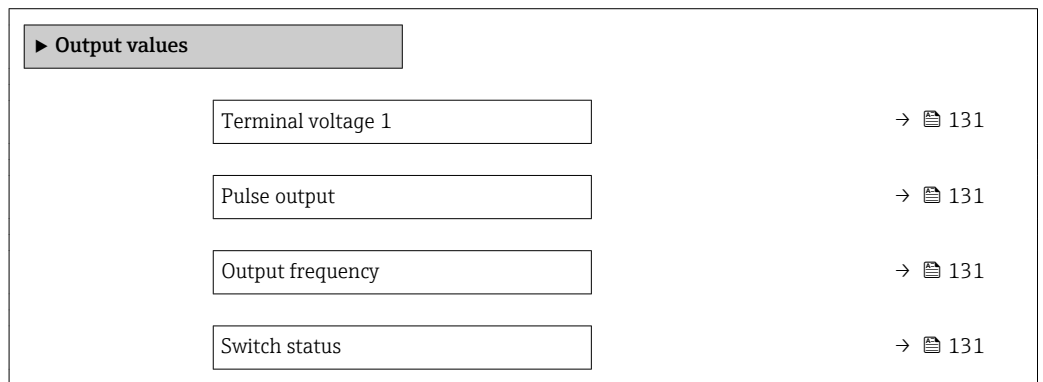 ▶ Output values
Terminal voltage 1 → 131
Pulse output → 131
Output frequency → 131
Switch status → 131